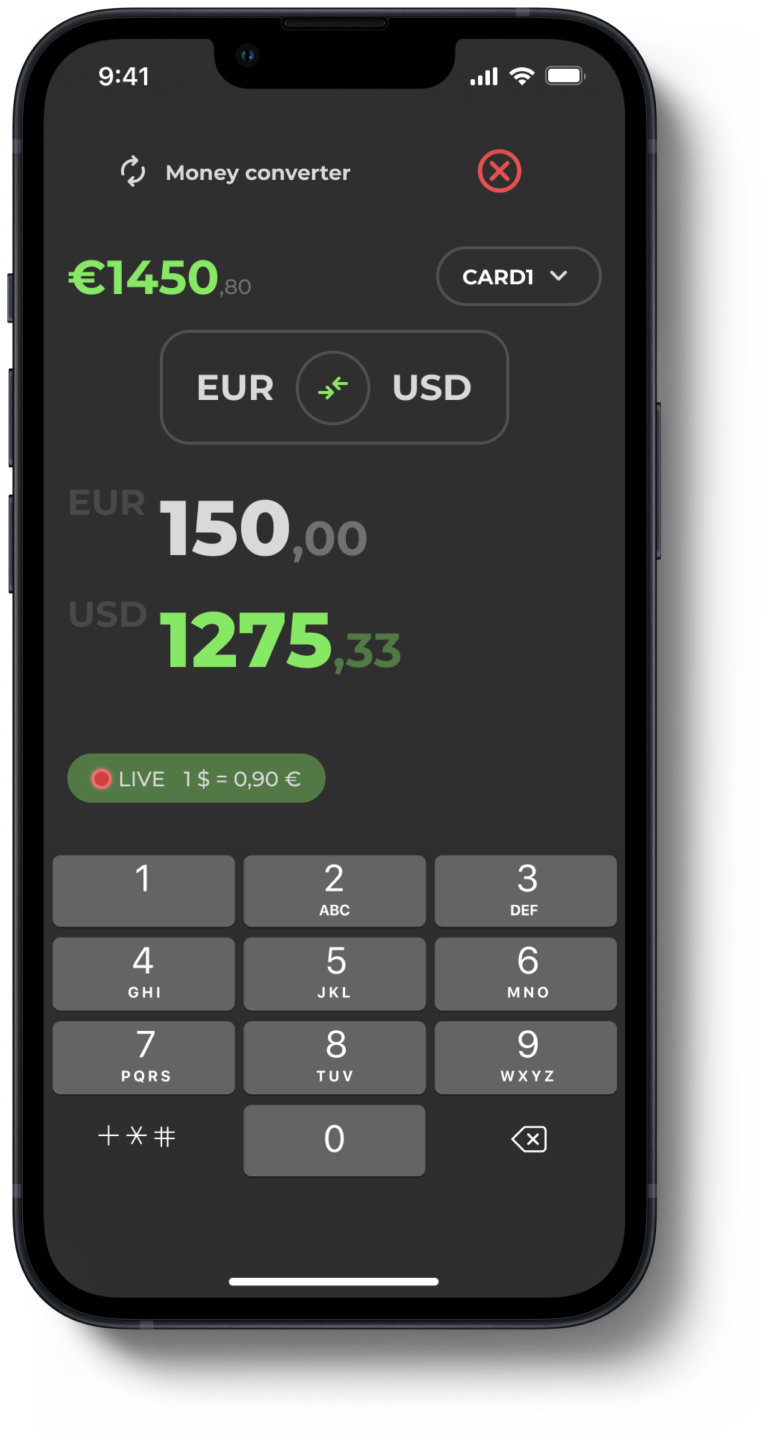 9:41
Money converter
€1450,80
CARD1
EUR USD
EUR 150,00
USD 1275,33
LIVE 1 $ = 0,90 €
1 2 3
ABC DEF
4 5 6
GHI JKL MNO
7 8 9
PQRS TUV WXYZ
+*# 0